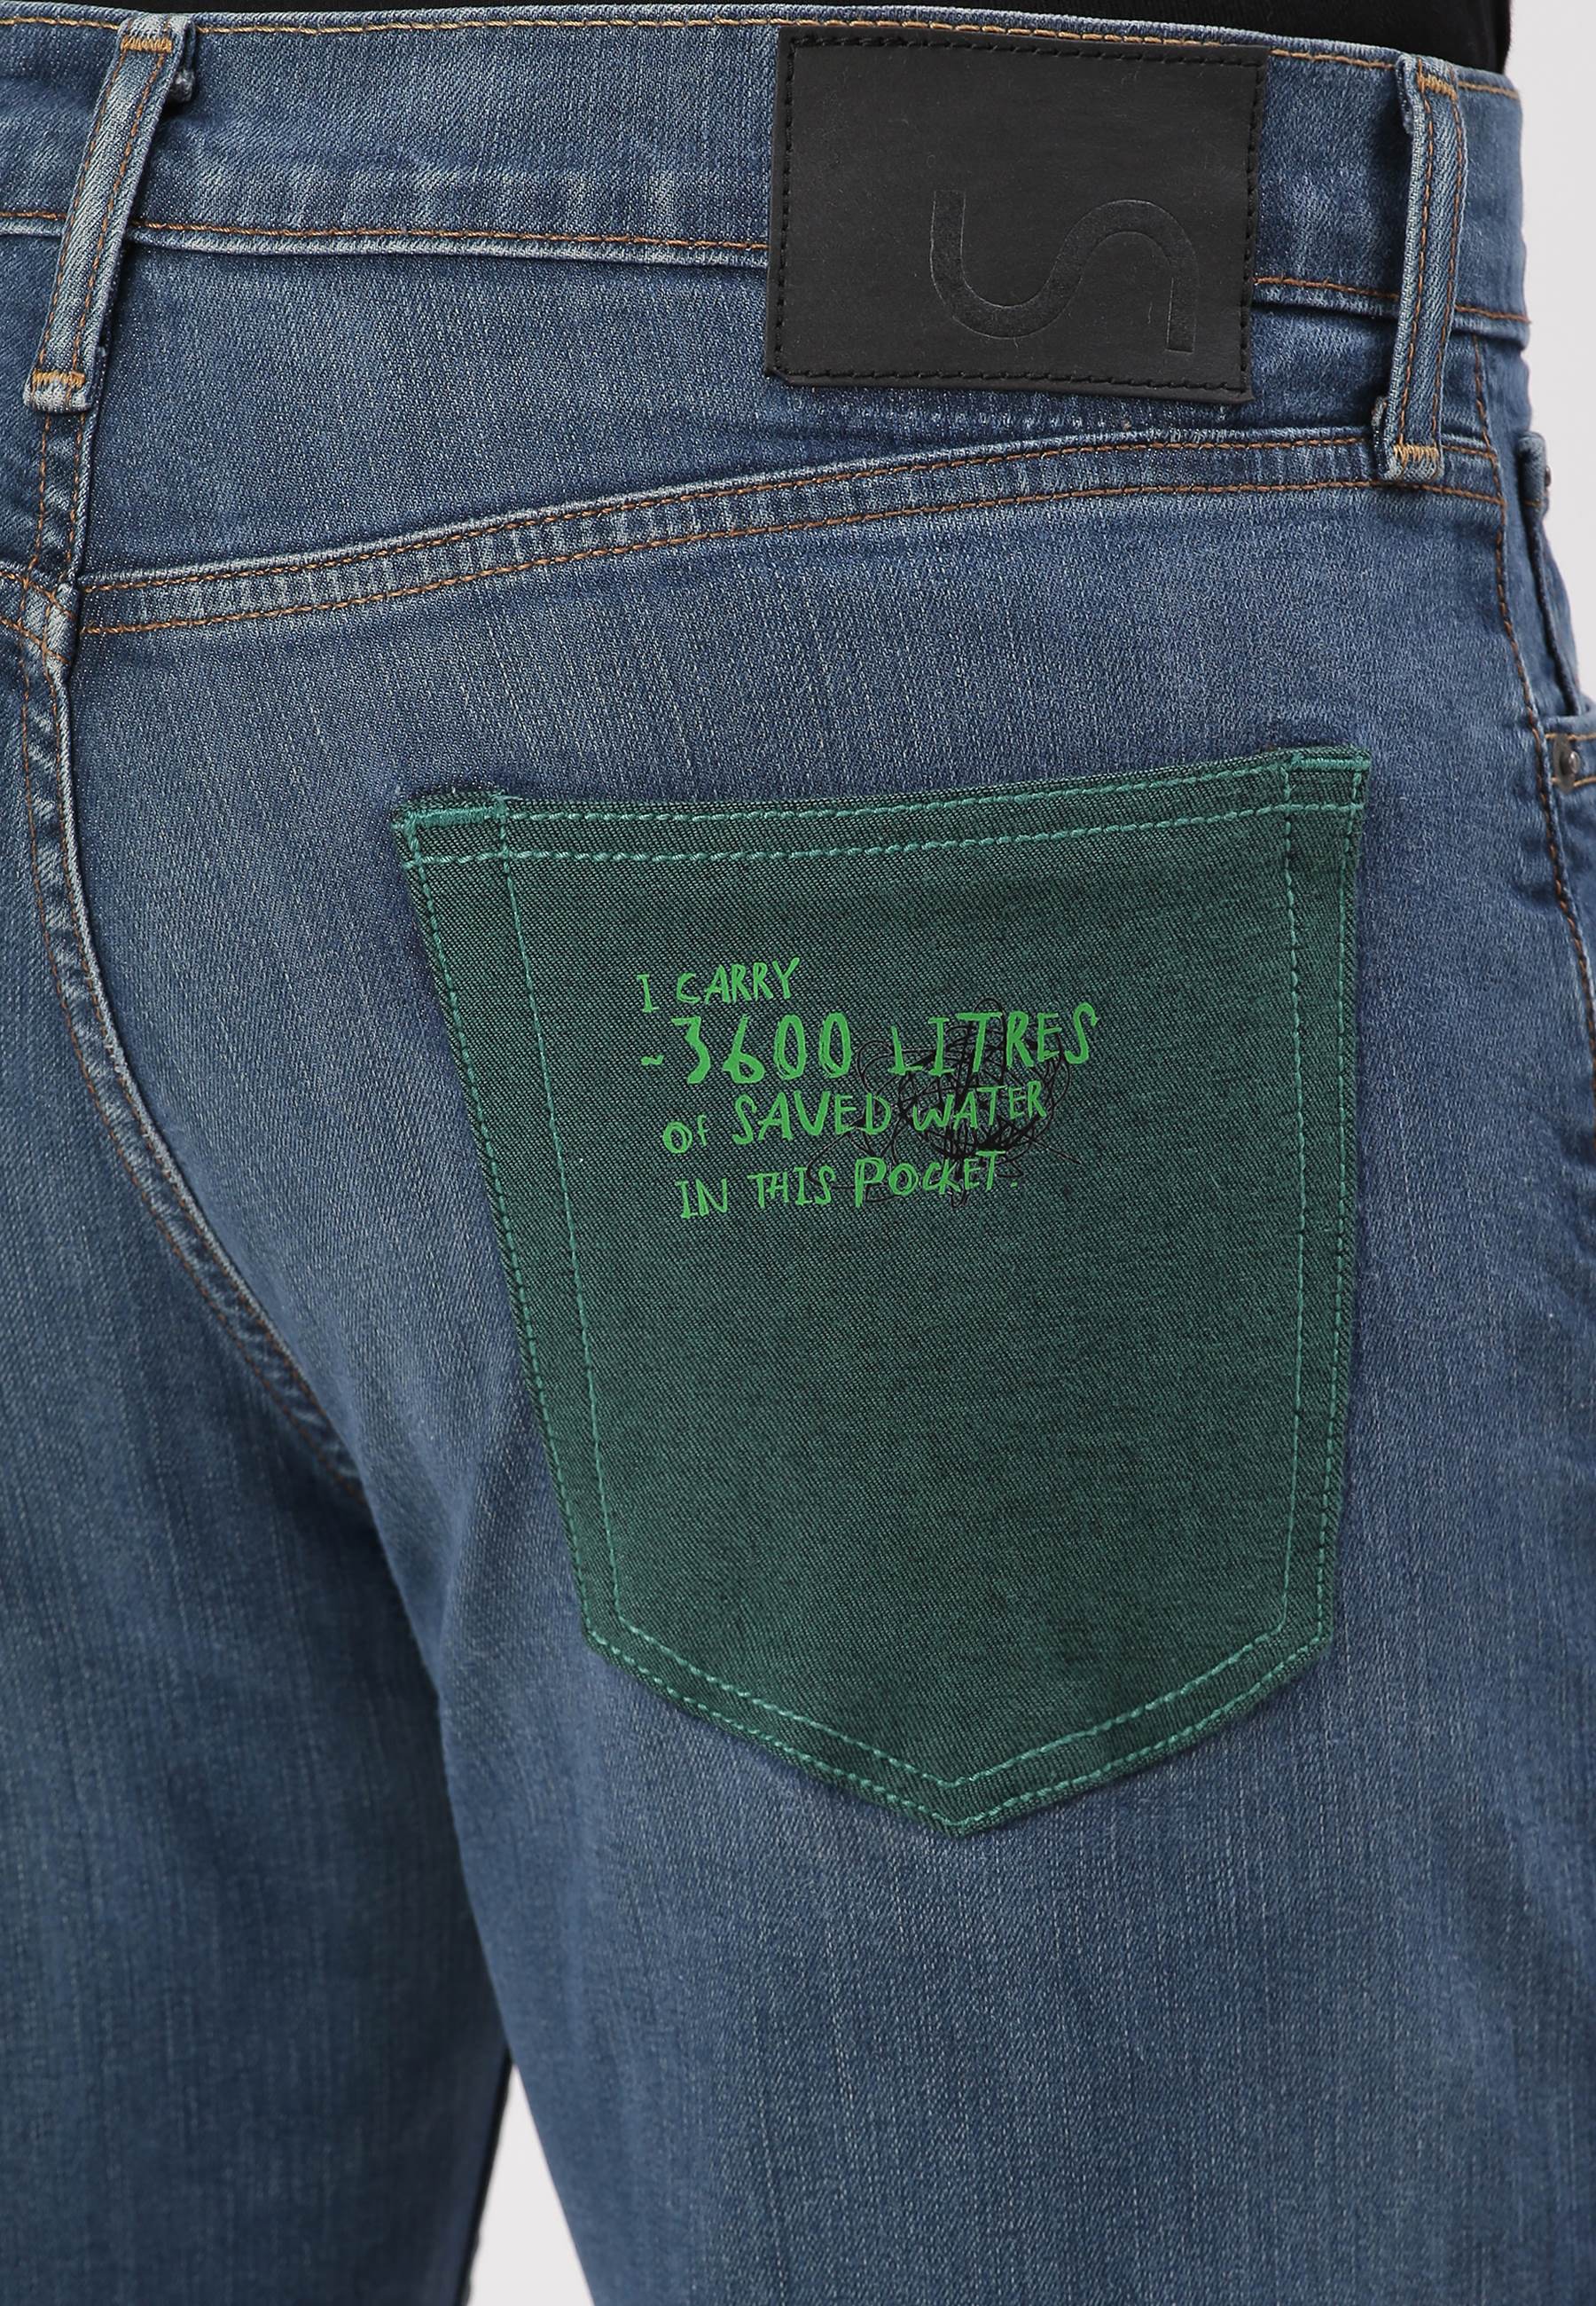 I CARRY
~3600 LITRES
OF SAVED WATER
IN THIS POCKET.